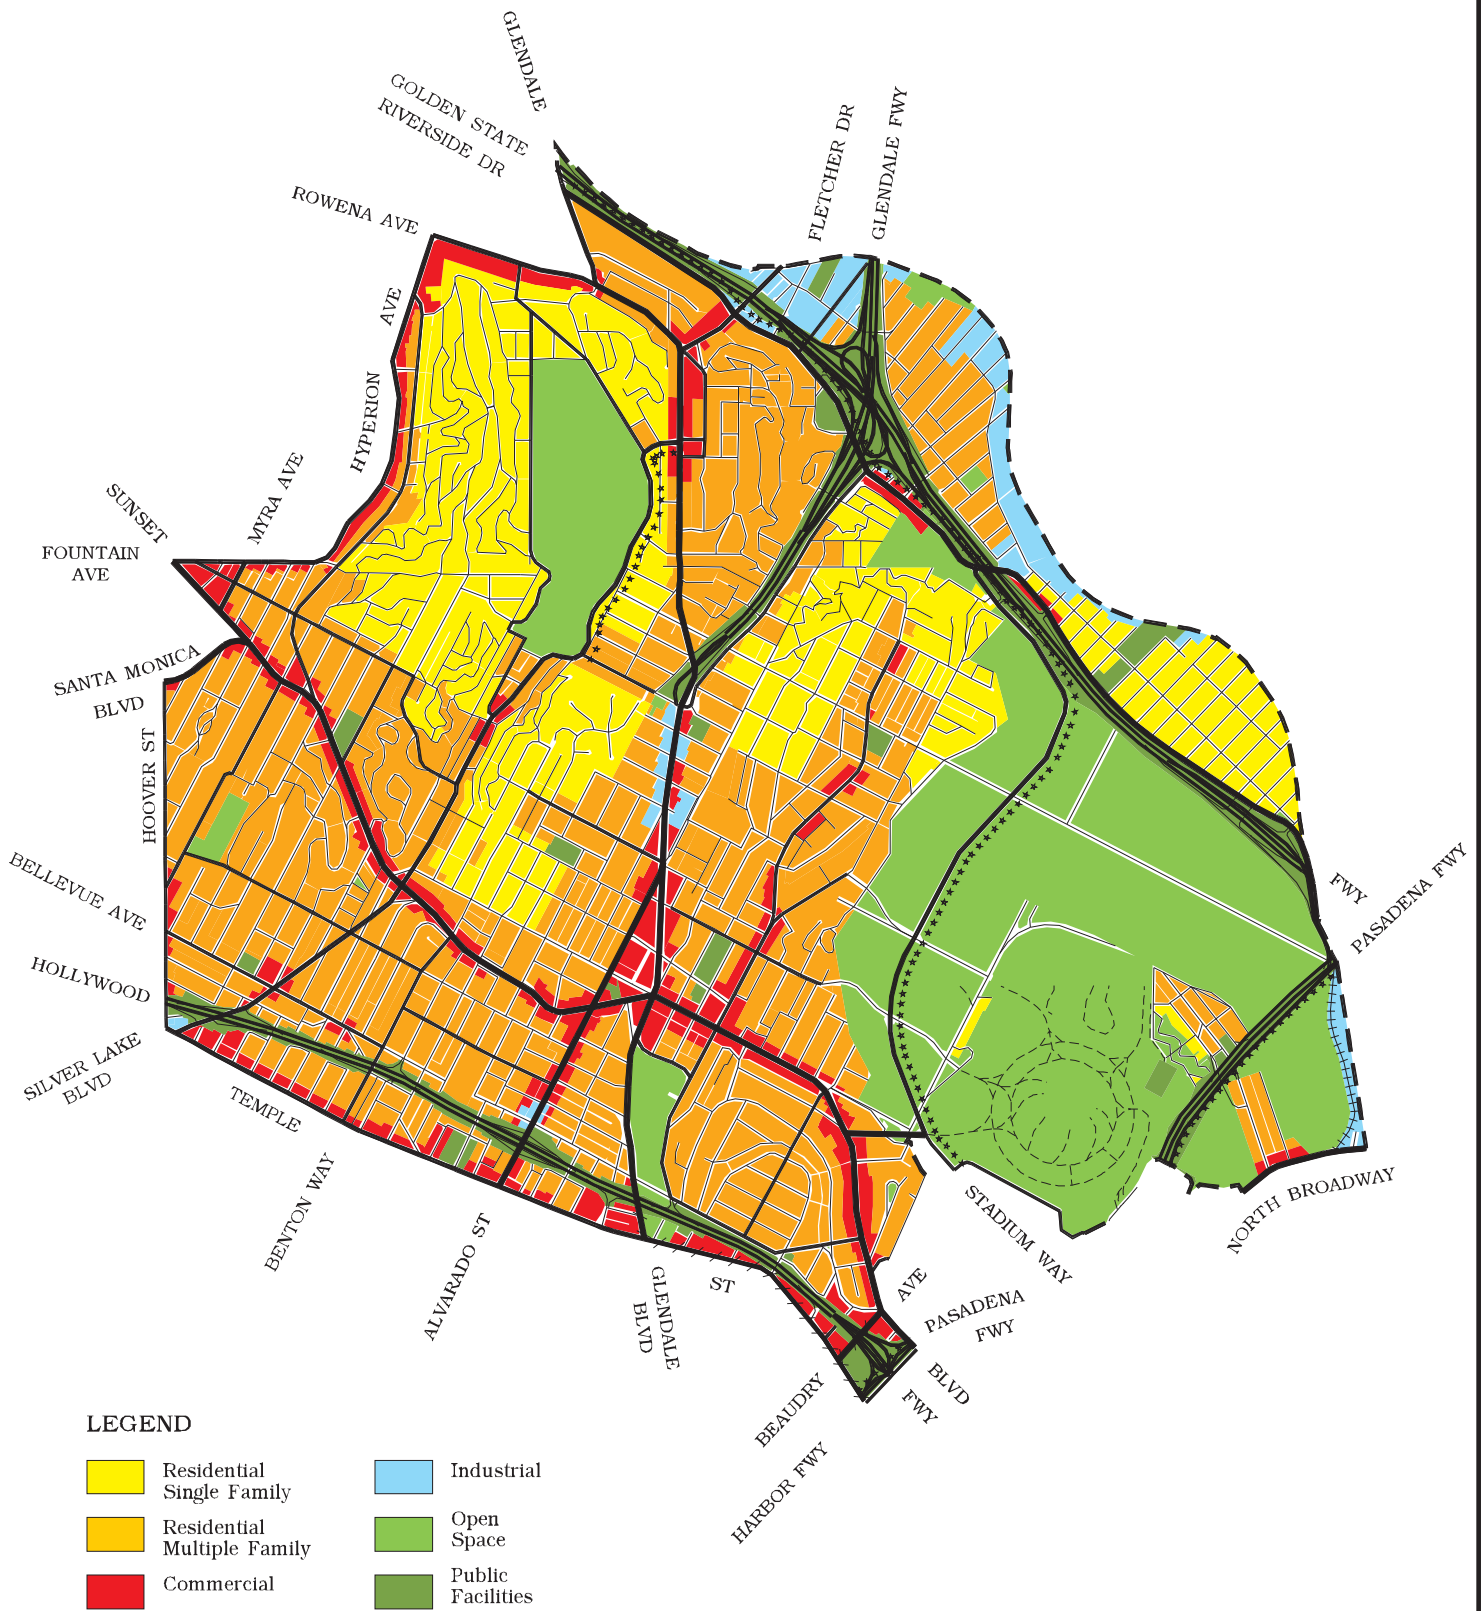 GLENDALE
GOLDEN STATE
RIVERSIDE DR
FLETCHER DR
GLENDALE FWY
ROWENA AVE
HYPERION AVE
MYRA AVE
SUNSET
FOUNTAIN
AVE
SANTA MONICA
BLVD
HOOVER ST
BELLEVUE AVE
HOLLYWOOD
SILVER LAKE
BLVD
TEMPLE
BENTON WAY
ALVARADO ST
GLENDALE
BLVD
ST
FWY
PASADENA FWY
NORTH BROADWAY
STADIUM WAY
AVE
PASADENA
FWY
BLVD
FWY
BEAUDRY
HARBOR FWY
LEGEND
Residential
Single Family
Residential
Multiple Family
Commercial
Industrial
Open
Space
Public
Facilities